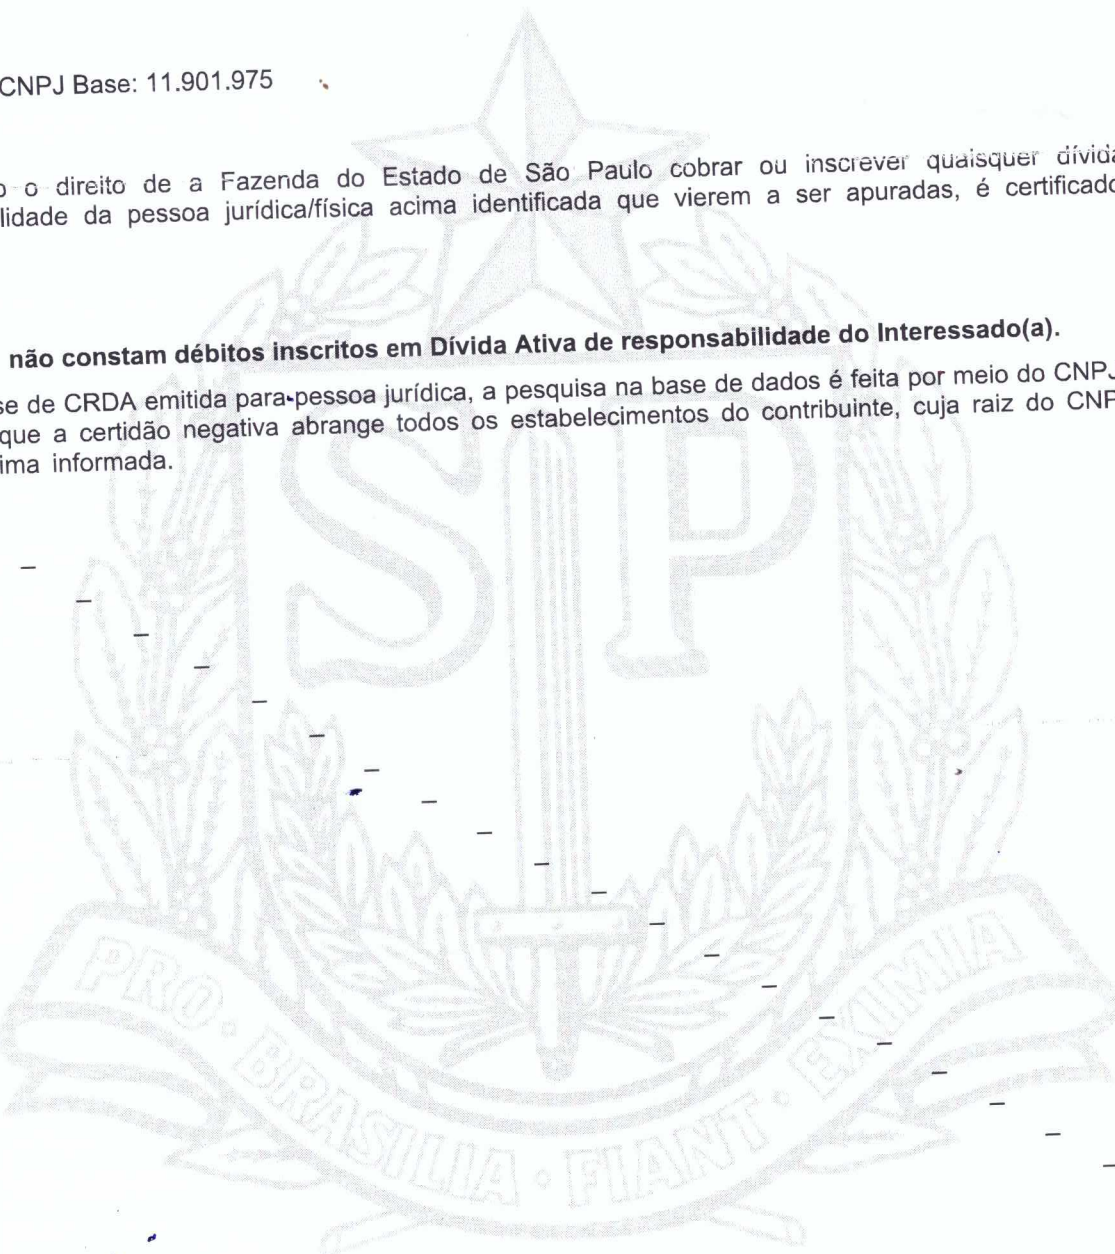 CNPJ Base: 11.901.975
o o direito de a Fazenda do Estado de São Paulo cobrar ou inscrever quaisquer dívida
lidade da pessoa jurídica/física acima identificada que vierem a ser apuradas, é certificado
não constam débitos inscritos em Dívida Ativa de responsabilidade do Interessado(a).
se de CRDA emitida para pessoa jurídica, a pesquisa na base de dados é feita por meio do CNPJ
que a certidão negativa abrange todos os estabelecimentos do contribuinte, cuja raiz do CNP
ima informada.
SP
PRO · BRASILIA · FIANT · EXIMIA